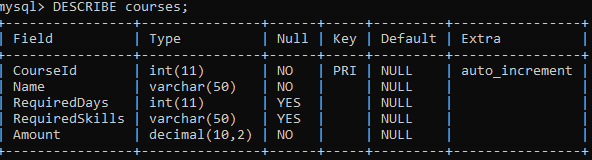 mysql> DESCRIBE courses;
+----------------+---------------+------+-----+---------+----------------+
| Field          | Type          | Null | Key | Default | Extra          |
+----------------+---------------+------+-----+---------+----------------+
| CourseId       | int(11)       | NO   | PRI | NULL    | auto_increment |
| Name           | varchar(50)   | NO   |     | NULL    |                |
| RequiredDays   | int(11)       | YES  |     | NULL    |                |
| RequiredSkills | varchar(50)   | YES  |     | NULL    |                |
| Amount         | decimal(10,2) | NO   |     | NULL    |                |
+----------------+---------------+------+-----+---------+----------------+